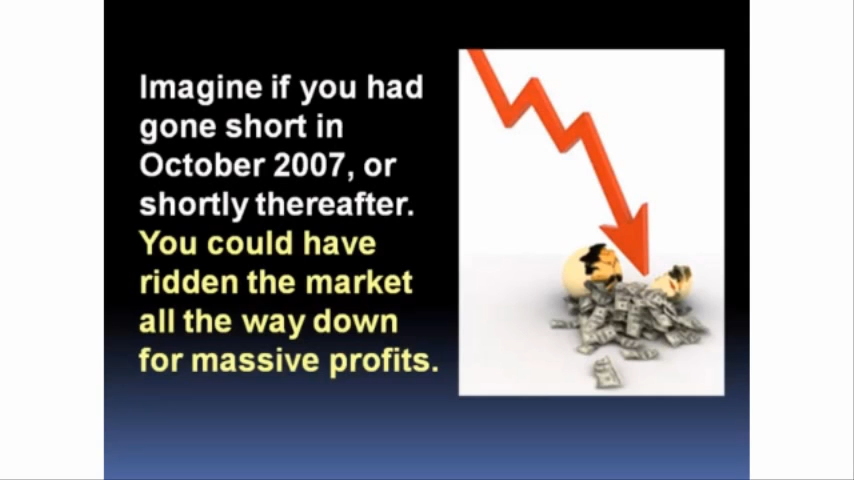 Imagine if you had
gone short in
October 2007, or
shortly thereafter.
You could have
ridden the market
all the way down
for massive profits.